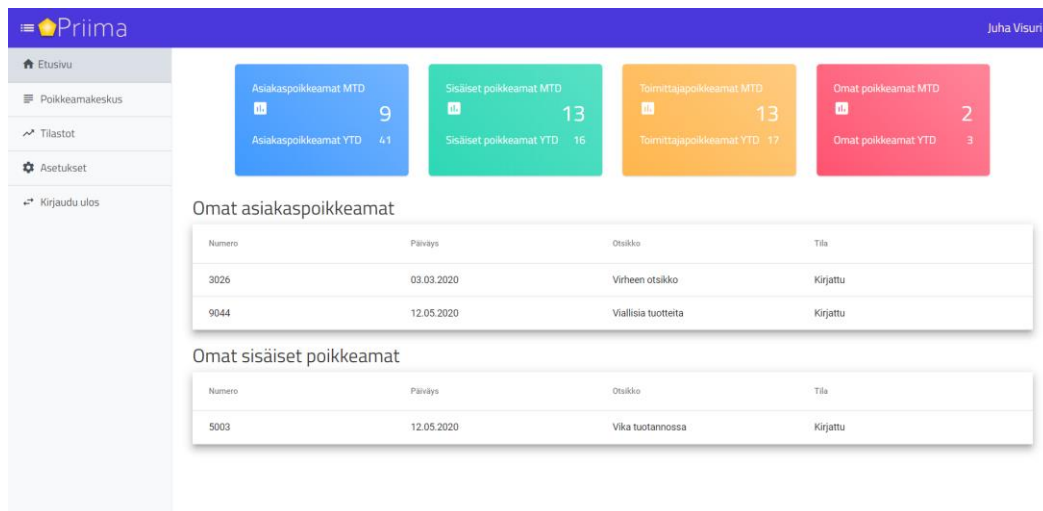 Priima
Juha Visuri
Etusivu
Poikkeamakeskus
Tilastot
Asetukset
Kirjaudu ulos
Asiakaspoikkeamat MTD
9
Asiakaspoikkeamat YTD 41
Sisäiset poikkeamat MTD
13
Sisäiset poikkeamat YTD 16
Toimittajapoikkeamat MTD
13
Toimittajapoikkeamat YTD 17
Omat poikkeamat MTD
2
Omat poikkeamat YTD 3
Omat asiakaspoikkeamat
Numero Päiväys Otsikko Tila
3026 03.03.2020 Virheen otsikko Kirjattu
9044 12.05.2020 Viallisia tuotteita Kirjattu
Omat sisäiset poikkeamat
Numero Päiväys Otsikko Tila
5003 12.05.2020 Vika tuotannossa Kirjattu